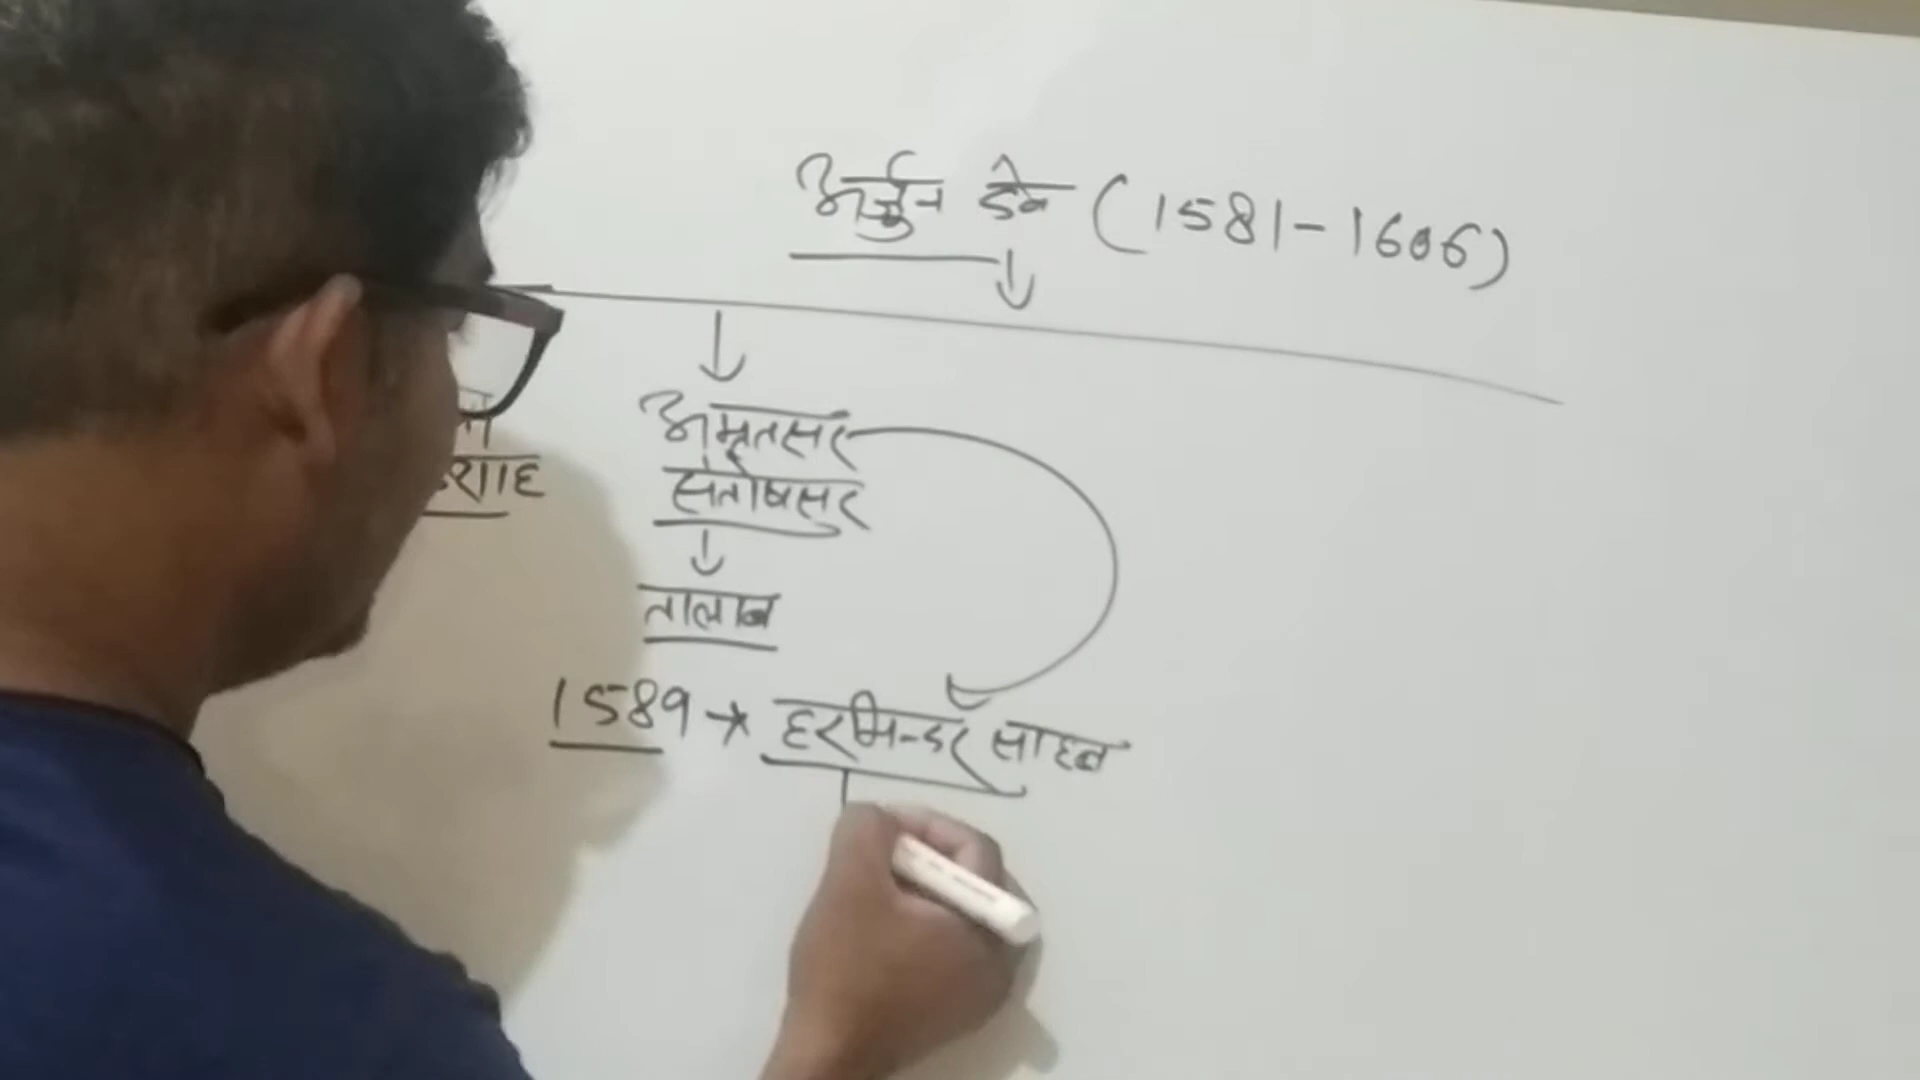 अर्जुन देव (1581-1606)
अमृतसर
संतोषसर
तालाब
1589 → हरमिन्दर साहब